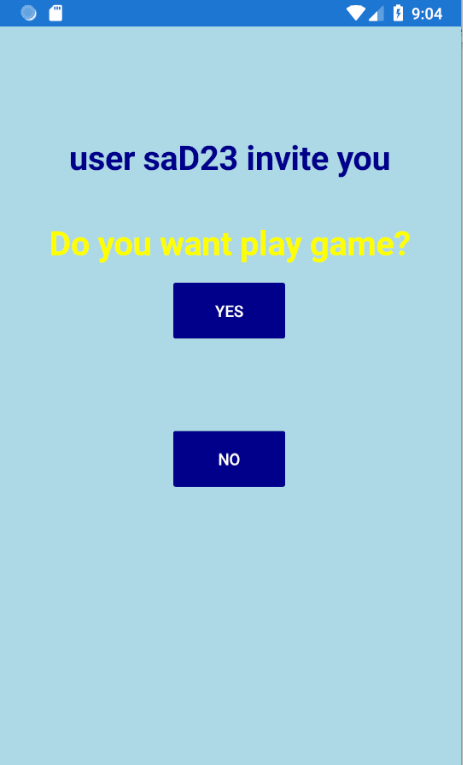 9:04
user saD23 invite you
Do you want play game?
YES
NO